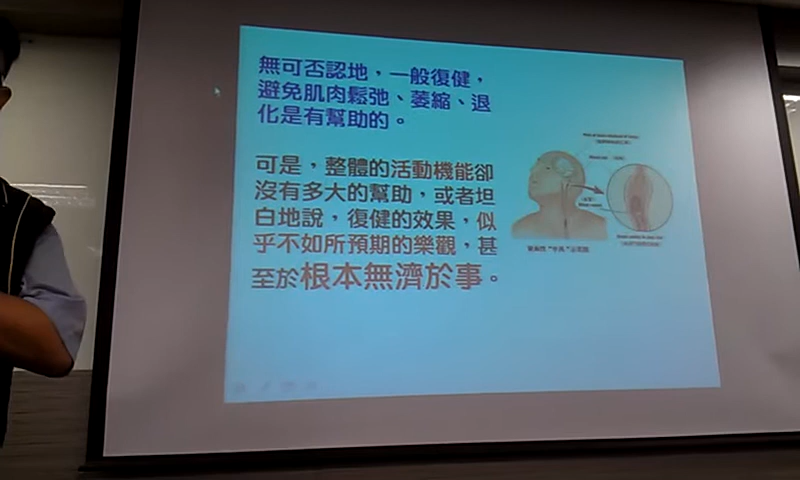 無可否認地，一般復健，
避免肌肉鬆弛、萎縮、退
化是有幫助的。
可是，整體的活動機能卻
沒有多大的幫助，或者坦
白地說，復健的效果，似
乎不如所預期的樂觀，甚
至於根本無濟於事。